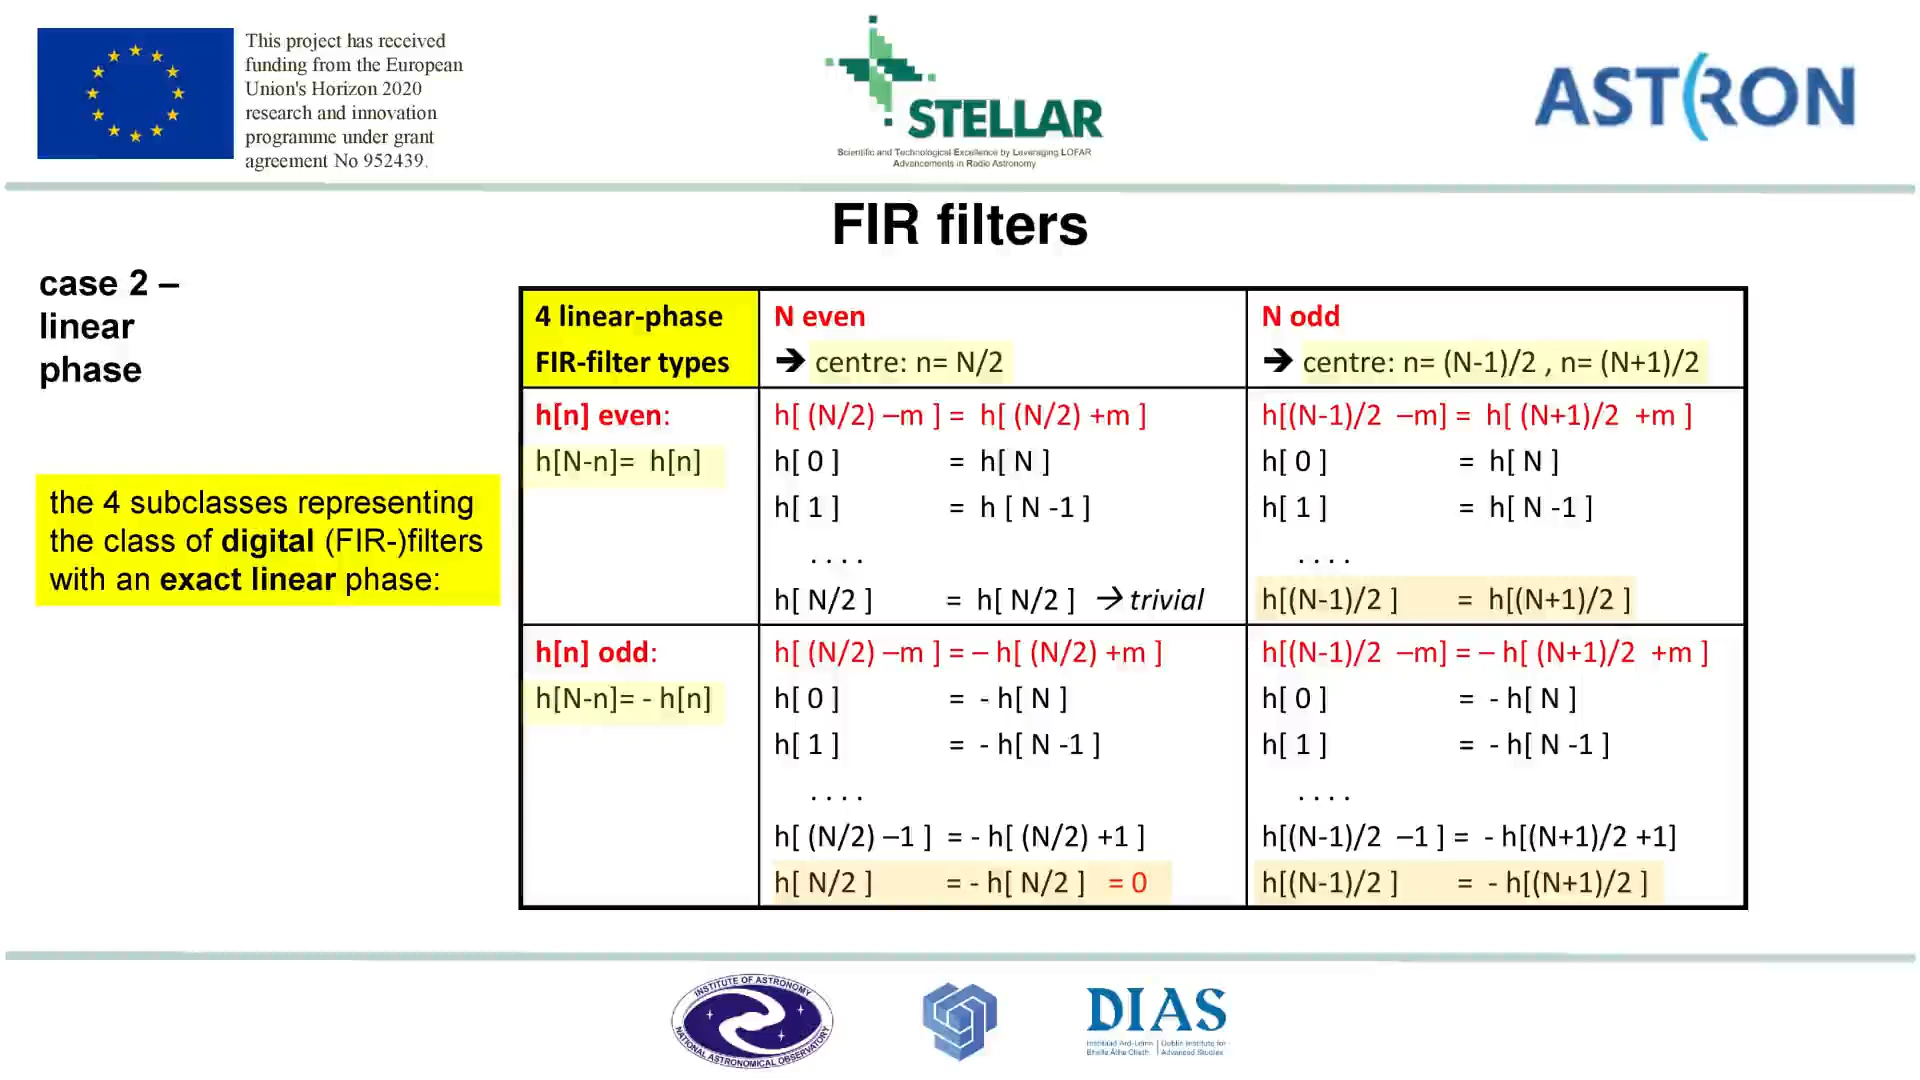 This project has received
funding from the European
Union's Horizon 2020
research and innovation
programme under grant
agreement No 952439.
STELLAR
Scientific and Technological Excellence by Leveraging LOFAR
Advancements in Radio Astronomy
ASTRON
FIR filters
case 2 –
linear
phase
the 4 subclasses representing
the class of digital (FIR-)filters
with an exact linear phase:
4 linear-phase
FIR-filter types
N even
➔ centre: n= N/2
N odd
➔ centre: n= (N-1)/2 , n= (N+1)/2
h[n] even:
h[N-n]= h[n]
h[ (N/2) –m ] = h[ (N/2) +m ]
h[ 0 ] = h[ N ]
h[ 1 ] = h [ N -1 ]
. . . .
h[ N/2 ] = h[ N/2 ] → trivial
h[(N-1)/2 –m] = h[ (N+1)/2 +m ]
h[ 0 ] = h[ N ]
h[ 1 ] = h[ N -1 ]
. . . .
h[(N-1)/2 ] = h[(N+1)/2 ]
h[n] odd:
h[N-n]= - h[n]
h[ (N/2) –m ] = – h[ (N/2) +m ]
h[ 0 ] = - h[ N ]
h[ 1 ] = - h[ N -1 ]
. . . .
h[ (N/2) –1 ] = - h[ (N/2) +1 ]
h[ N/2 ] = - h[ N/2 ] = 0
h[(N-1)/2 –m] = – h[ (N+1)/2 +m ]
h[ 0 ] = - h[ N ]
h[ 1 ] = - h[ N -1 ]
. . . .
h[(N-1)/2 –1 ] = - h[(N+1)/2 +1]
h[(N-1)/2 ] = - h[(N+1)/2 ]
INSTITUTE OF ASTRONOMY
NATIONAL ASTRONOMICAL OBSERVATORY
DIAS
Institiúid Ard-Léinn | Dublin Institute for
Bhaile Átha Cliath | Advanced Studies